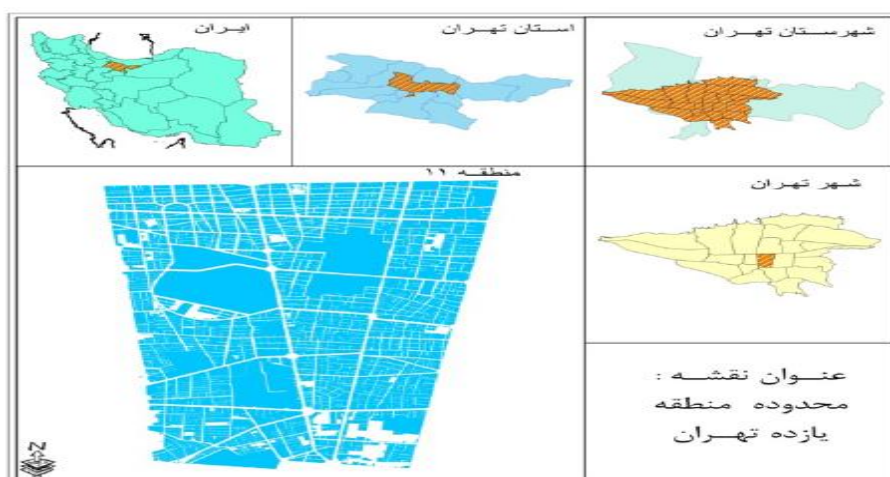 شهرستان تهران
استان تهران
ایران
منطقه ۱۱
شهر تهران
عنوان نقشه :
محدوده منطقه
یازده تهران
N